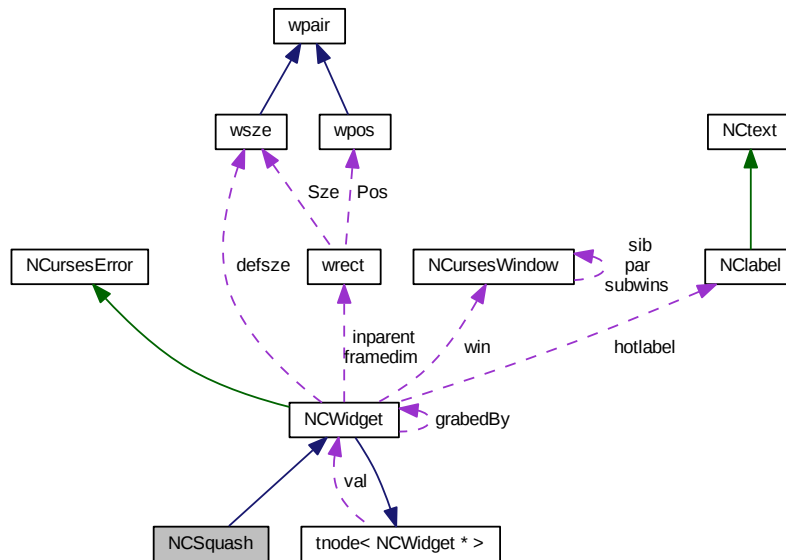 wpair
wsze
wpos
NCtext
Sze
Pos
NCursesError
defsze
wrect
NCursesWindow
sib
par
subwins
NClabel
inparent
framedim
win
hotlabel
NCWidget
grabedBy
val
NCSquash
tnode< NCWidget * >